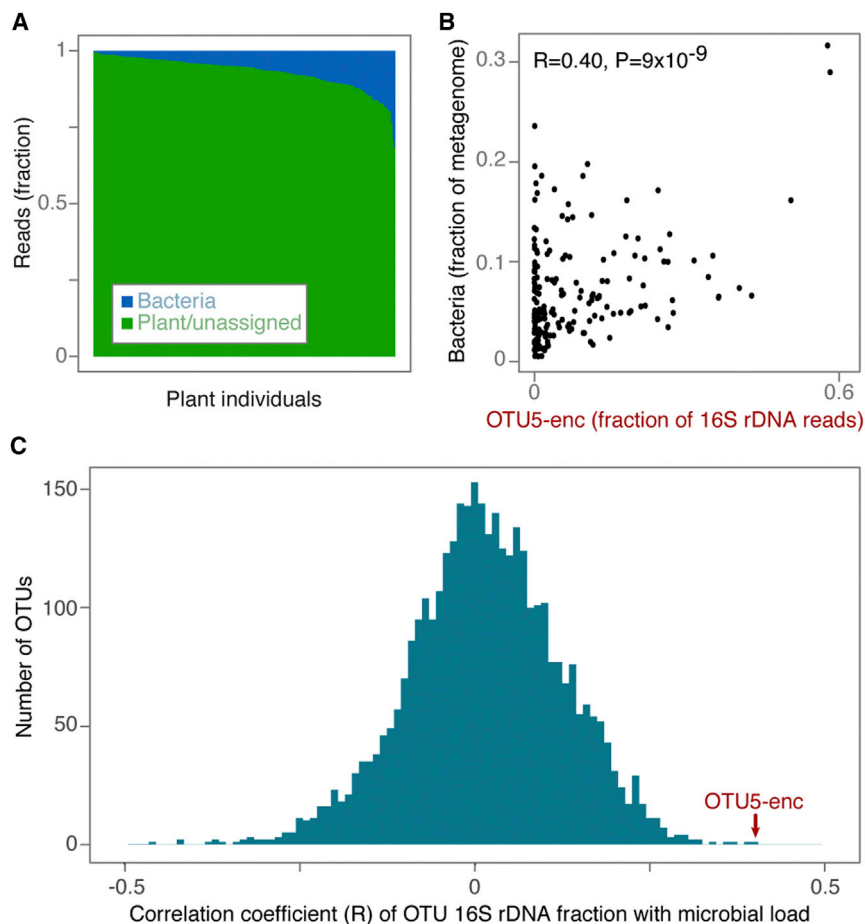 A
1
0.5
0
Reads (fraction)
Bacteria
Plant/unassigned
Plant individuals
B
R=0.40, P=9x10-9
0.3
0.2
0.1
0
Bacteria (fraction of metagenome)
0
0.6
OTU5-enc (fraction of 16S rDNA reads)
C
150
100
50
0
Number of OTUs
OTU5-enc
-0.5
0
0.5
Correlation coefficient (R) of OTU 16S rDNA fraction with microbial load